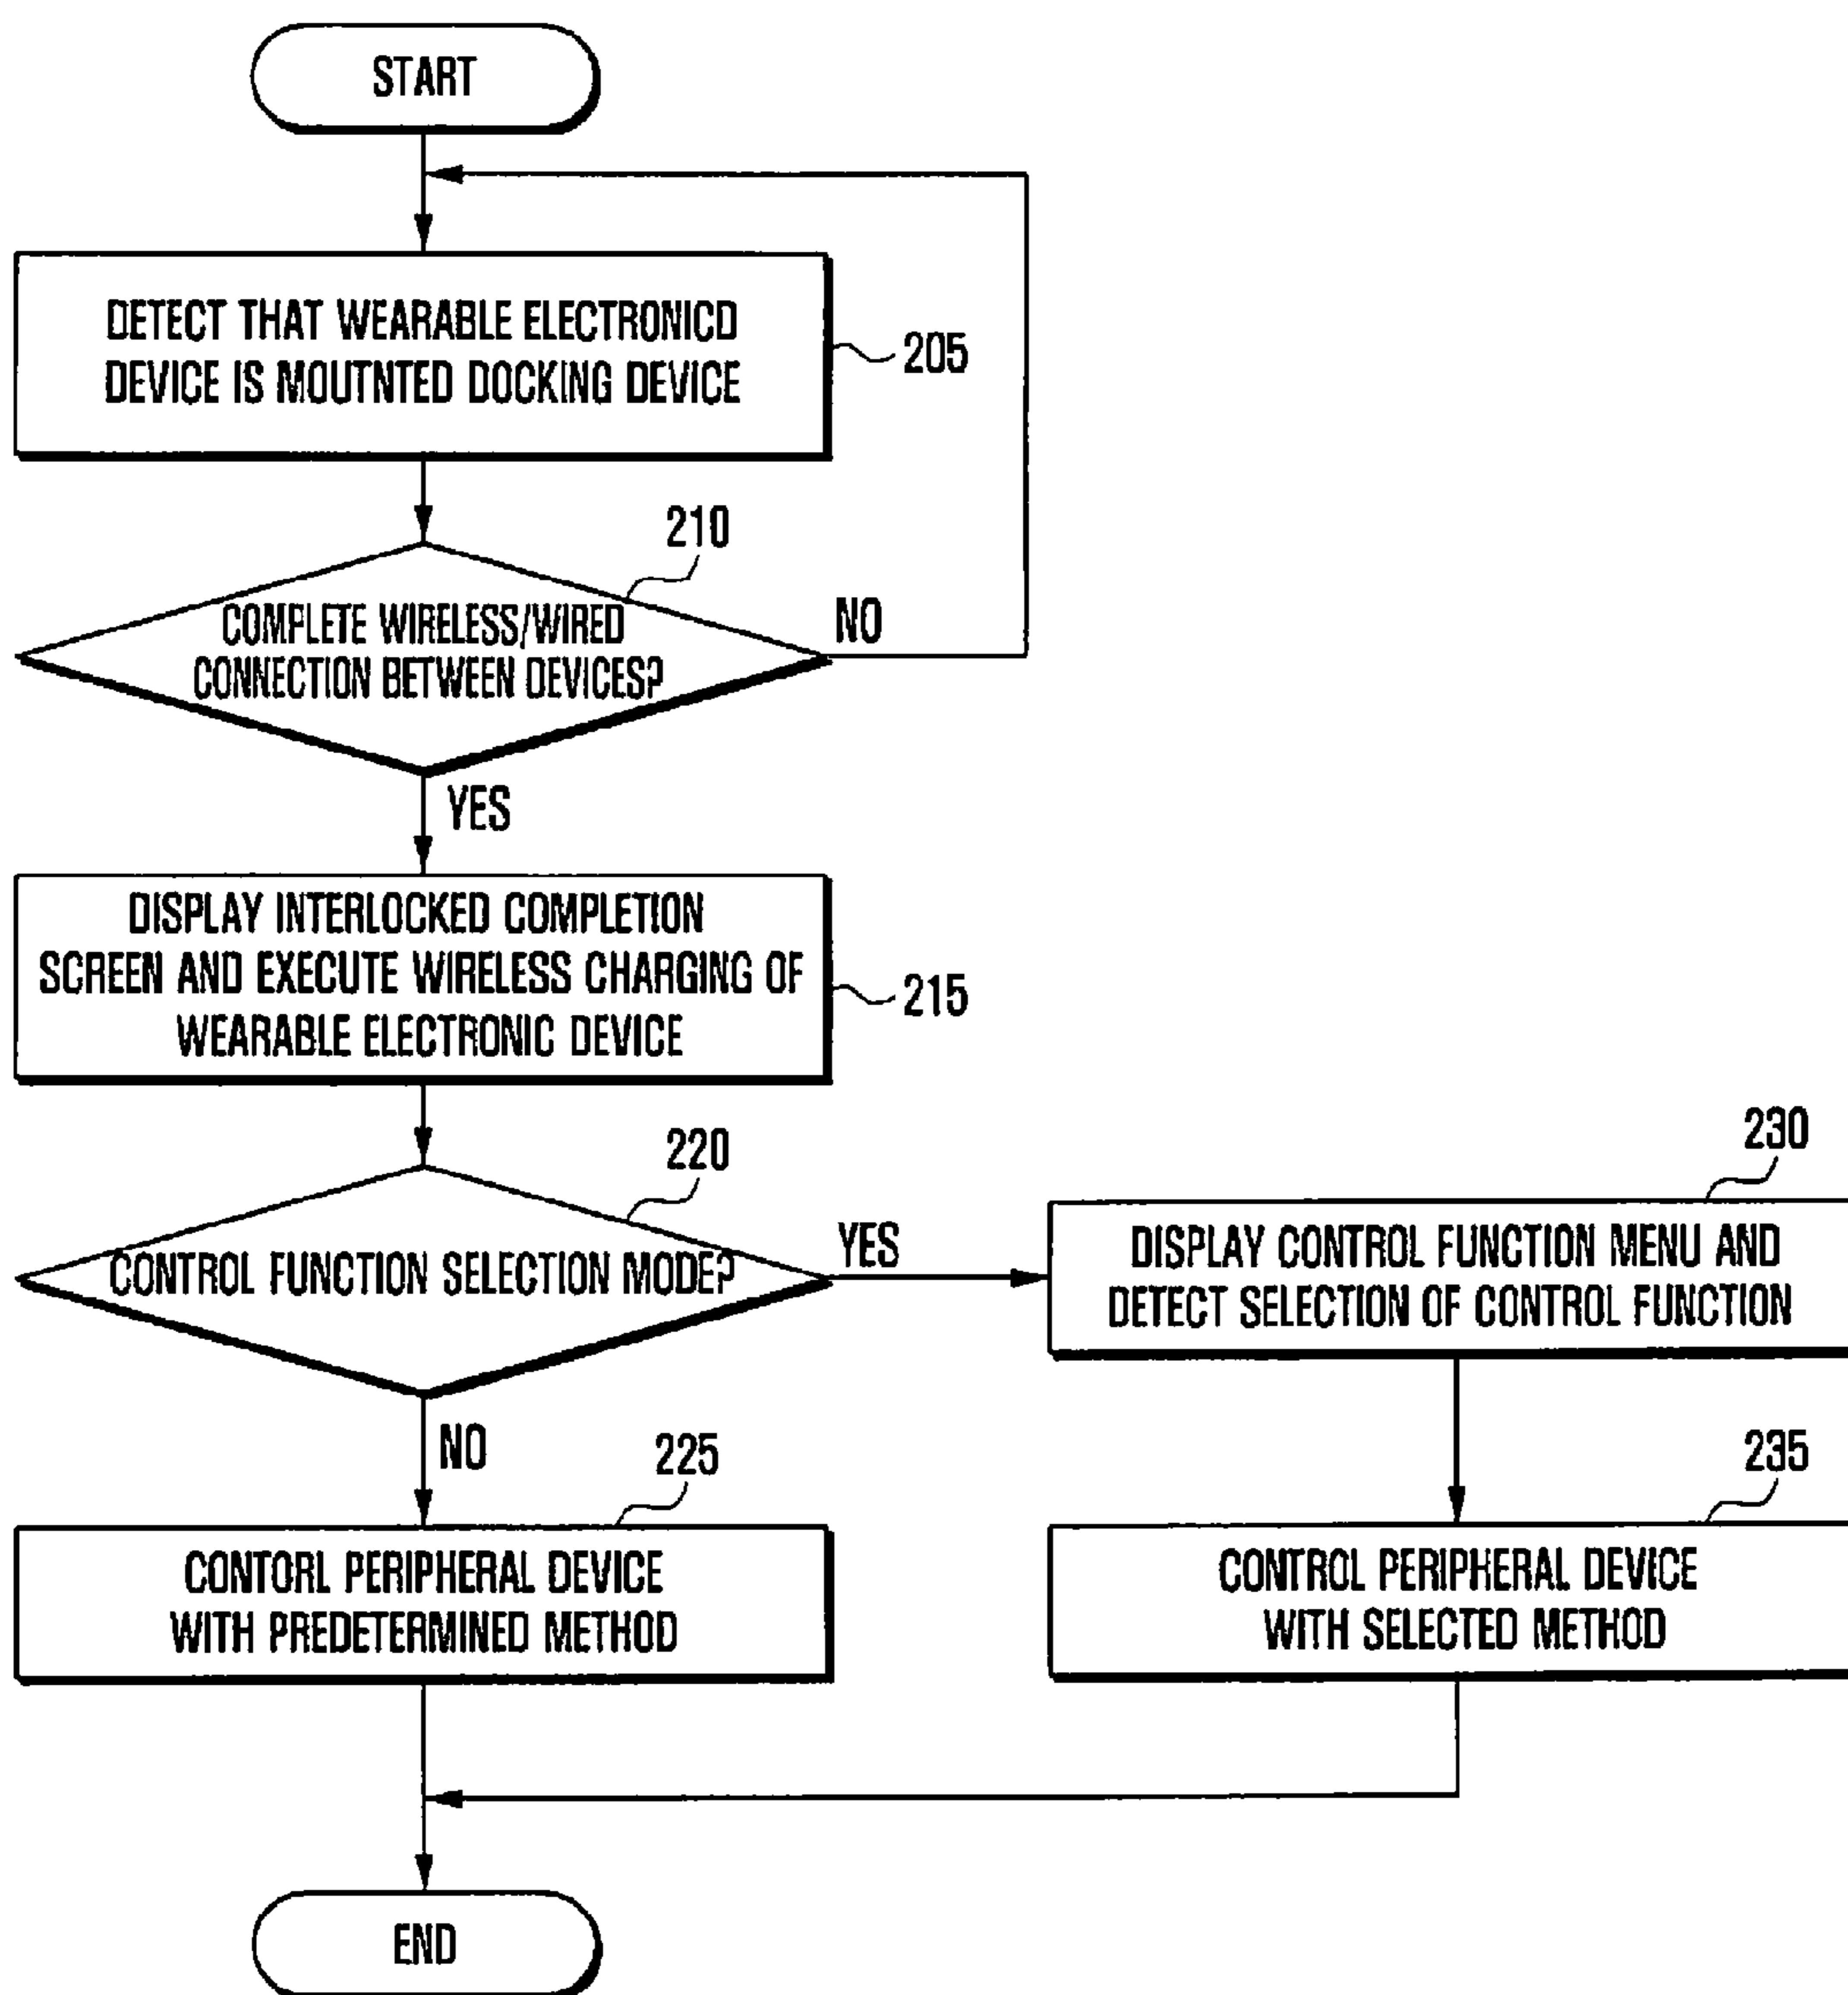 START
DETECT THAT WEARABLE ELECTRONICD
DEVICE IS MOUTNTED DOCKING DEVICE
205
210
COMPLETE WIRELESS/WIRED
CONNECTION BETWEEN DEVICES?
NO
YES
DISPLAY INTERLOCKED COMPLETION
SCREEN AND EXECUTE WIRELESS CHARGING OF
WEARABLE ELECTRONIC DEVICE
215
220
CONTROL FUNCTION SELECTION MODE?
YES
230
DISPLAY CONTROL FUNCTION MENU AND
DETECT SELECTION OF CONTROL FUNCTION
NO
225
CONTORL PERIPHERAL DEVICE
WITH PREDETERMINED METHOD
235
CONTROL PERIPHERAL DEVICE
WITH SELECTED METHOD
END